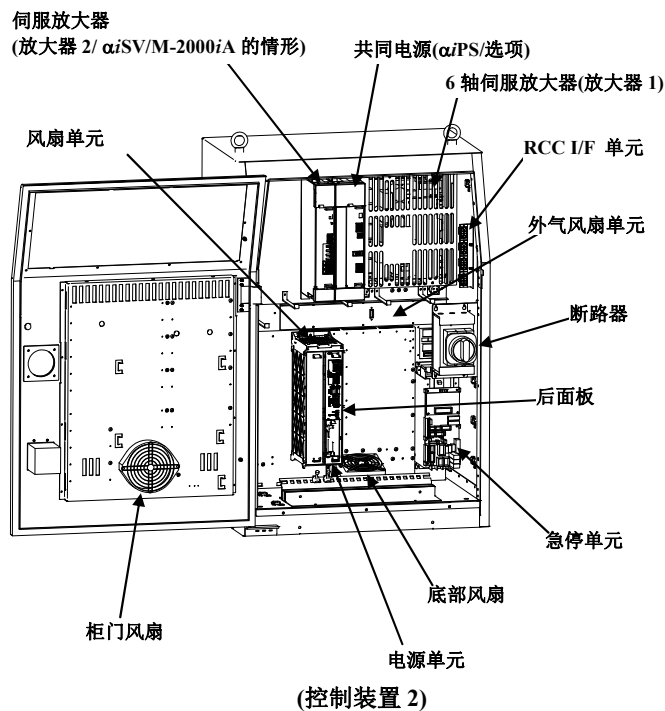 伺服放大器
(放大器 2/ αiSV/M-2000iA 的情形)
共同电源(αiPS/选项)
6 轴伺服放大器(放大器 1)
风扇单元
RCC I/F 单元
外气风扇单元
断路器
后面板
急停单元
底部风扇
柜门风扇
电源单元
(控制装置 2)